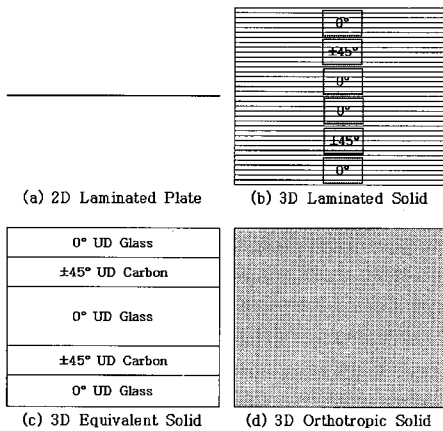 0°
±45°
0°
0°
±45°
0°
(a) 2D Laminated Plate
(b) 3D Laminated Solid
0° UD Glass
±45° UD Carbon
0° UD Glass
±45° UD Carbon
0° UD Glass
(c) 3D Equivalent Solid
(d) 3D Orthotropic Solid